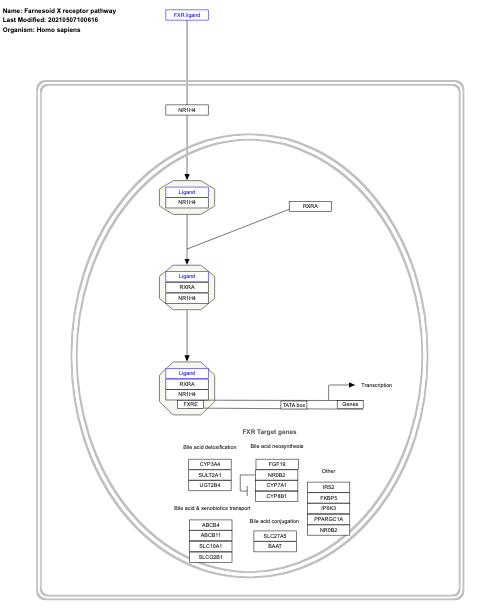 Name: Farnesoid X receptor pathway
Last Modified: 20210507100616
Organism: Homo sapiens
FXR ligand
NR1H4
Ligand
NR1H4
RXRA
Ligand
RXRA
NR1H4
Ligand
RXRA
NR1H4
FXRE
TATA box
Genes
Transcription
FXR Target genes
Bile acid detoxification
CYP3A4
SULT2A1
UGT2B4
Bile acid neosynthesis
FGF19
NR0B2
CYP7A1
CYP8B1
Other
IRS2
FKBP5
IP6K3
PPARGC1A
NR0B2
Bile acid & xenobiotics transport
ABCB4
ABCB11
SLC10A1
SLCO2B1
Bile acid conjugation
SLC27A5
BAAT